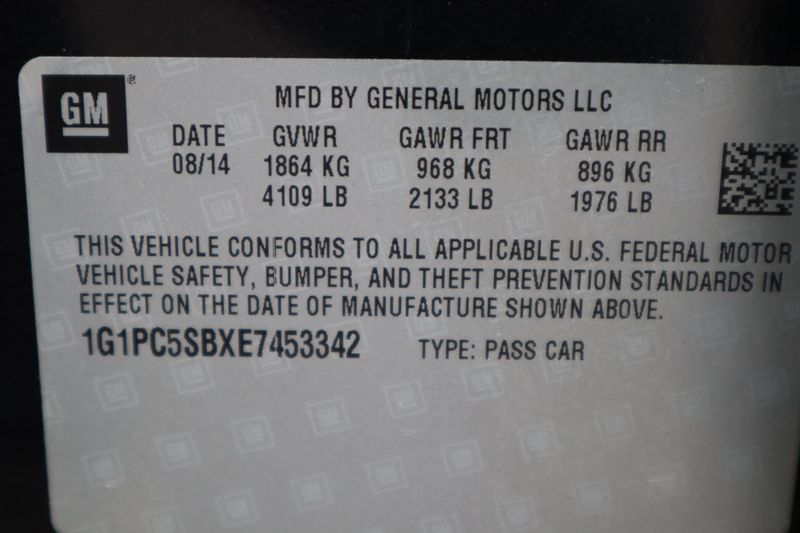 GM®
MFD BY GENERAL MOTORS LLC
DATE GVWR GAWR FRT GAWR RR
08/14 1864 KG 968 KG 896 KG
4109 LB 2133 LB 1976 LB
THIS VEHICLE CONFORMS TO ALL APPLICABLE U.S. FEDERAL MOTOR
VEHICLE SAFETY, BUMPER, AND THEFT PREVENTION STANDARDS IN
EFFECT ON THE DATE OF MANUFACTURE SHOWN ABOVE.
1G1PC5SBXE7453342 TYPE: PASS CAR